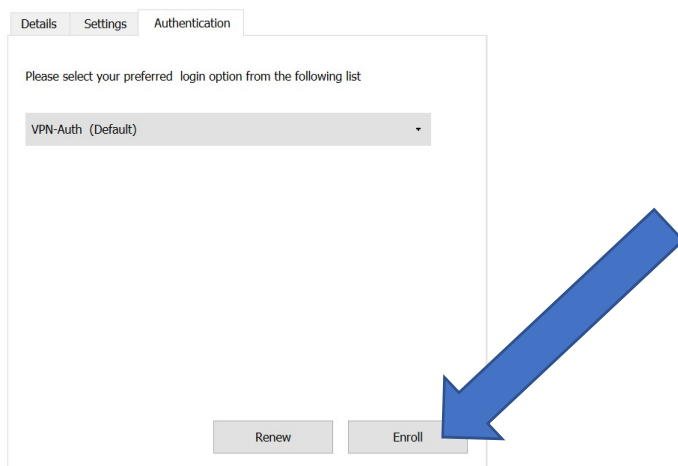 Details Settings Authentication
Please select your preferred login option from the following list
VPN-Auth (Default)
Renew Enroll